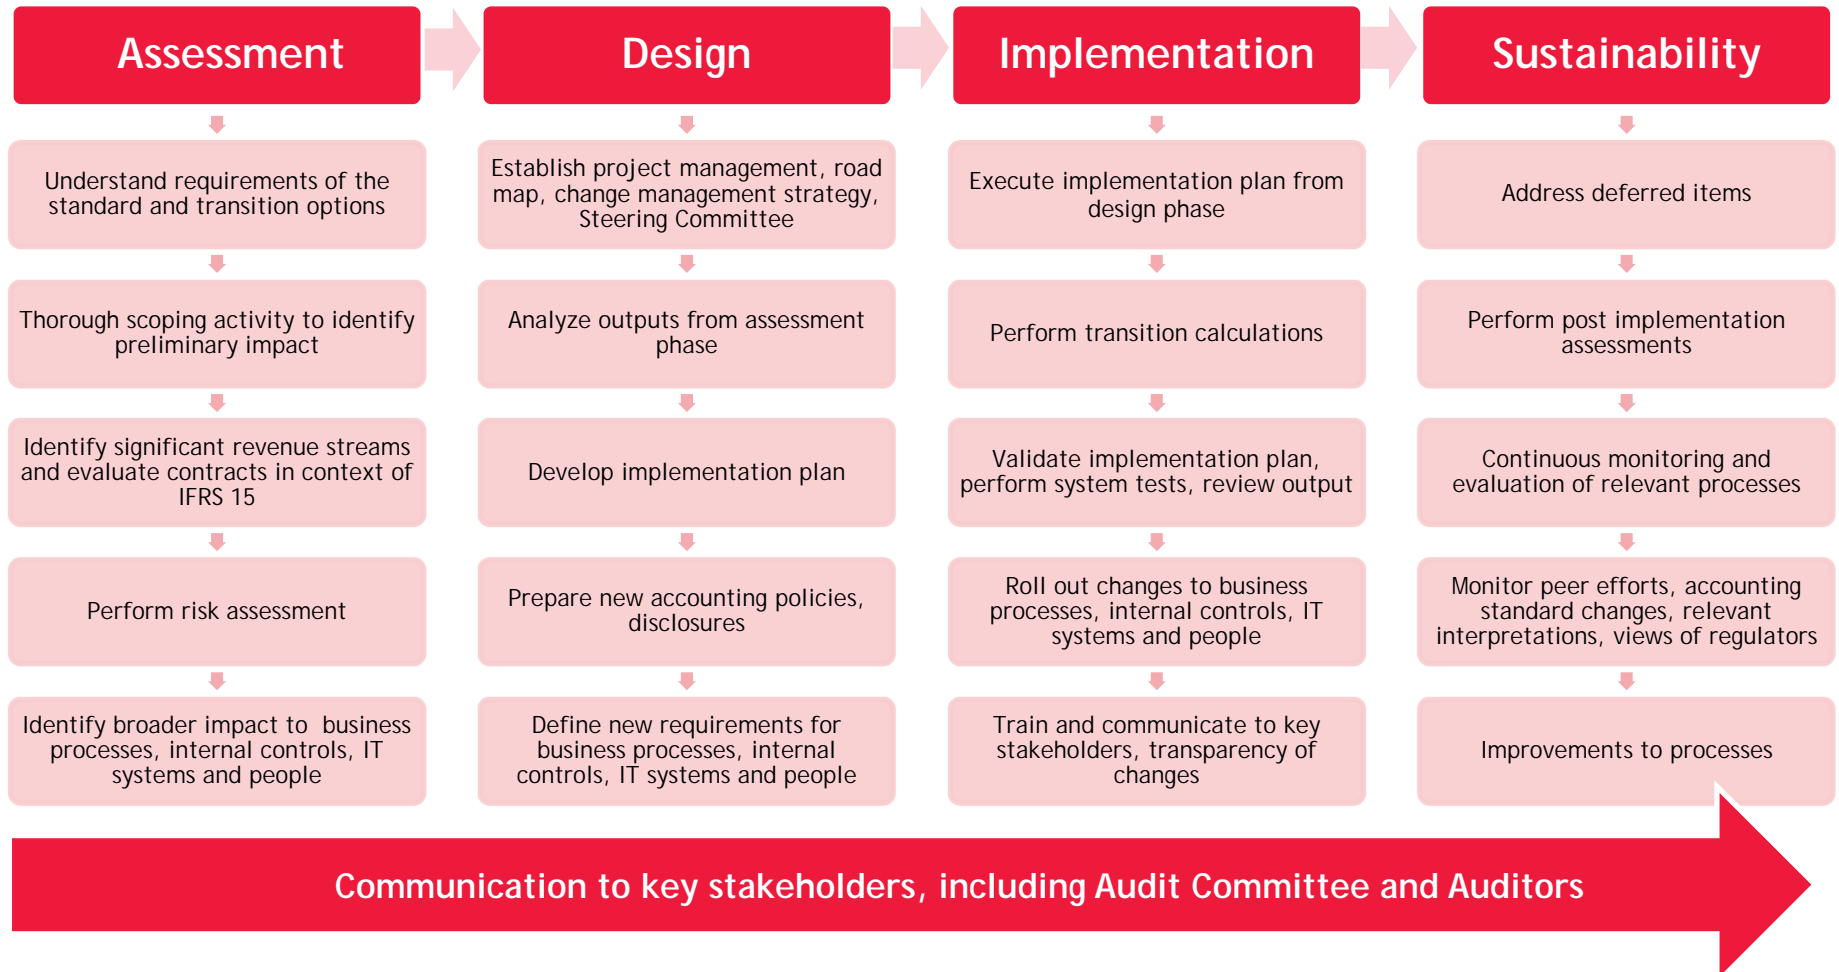 Assessment
Design
Implementation
Sustainability
Understand requirements of the
standard and transition options
Thorough scoping activity to identify
preliminary impact
Identify significant revenue streams
and evaluate contracts in context of
IFRS 15
Perform risk assessment
Identify broader impact to business
processes, internal controls, IT
systems and people
Establish project management, road
map, change management strategy,
Steering Committee
Analyze outputs from assessment
phase
Develop implementation plan
Prepare new accounting policies,
disclosures
Define new requirements for
business processes, internal
controls, IT systems and people
Execute implementation plan from
design phase
Perform transition calculations
Validate implementation plan,
perform system tests, review output
Roll out changes to business
processes, internal controls, IT
systems and people
Train and communicate to key
stakeholders, transparency of
changes
Address deferred items
Perform post implementation
assessments
Continuous monitoring and
evaluation of relevant processes
Monitor peer efforts, accounting
standard changes, relevant
interpretations, views of regulators
Improvements to processes
Communication to key stakeholders, including Audit Committee and Auditors